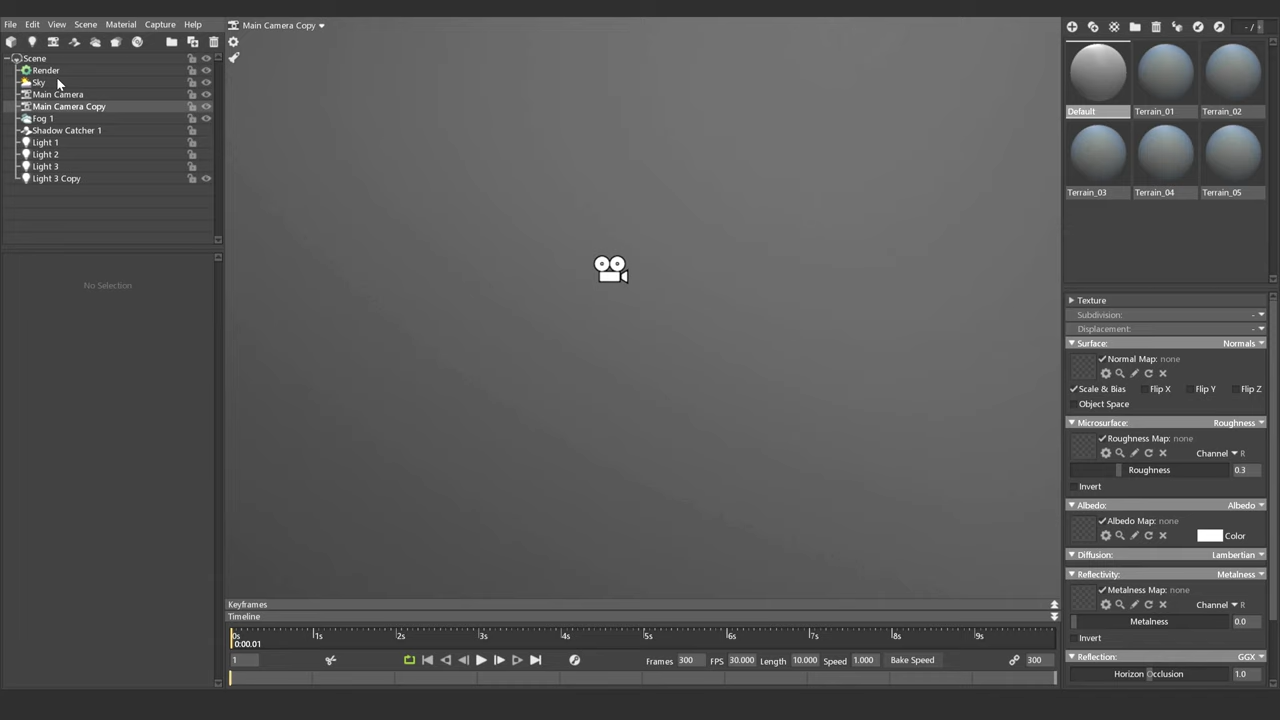 File Edit View Scene Material Capture Help
Main Camera Copy
- /
Scene
Render
Sky
Main Camera
Main Camera Copy
Fog 1
Shadow Catcher 1
Light 1
Light 2
Light 3
Light 3 Copy
No Selection
Default Terrain_01 Terrain_02
Terrain_03 Terrain_04 Terrain_05
Texture
Subdivision: -
Displacement: -
Surface: Normals
Normal Map: none
Scale & Bias Flip X Flip Y Flip Z
Object Space
Microsurface: Roughness
Roughness Map: none
Channel R
Roughness 0.3
Invert
Albedo: Albedo
Albedo Map: none
Color
Diffusion: Lambertian
Reflectivity: Metalness
Metalness Map: none
Channel R
Metalness 0.0
Invert
Reflection: GGX
Horizon Occlusion 1.0
Keyframes
Timeline
0s 1s 2s 3s 4s 5s 6s 7s 8s 9s
0:00.01
1 Frames 300 FPS 30.000 Length 10.000 Speed 1.000 Bake Speed 300